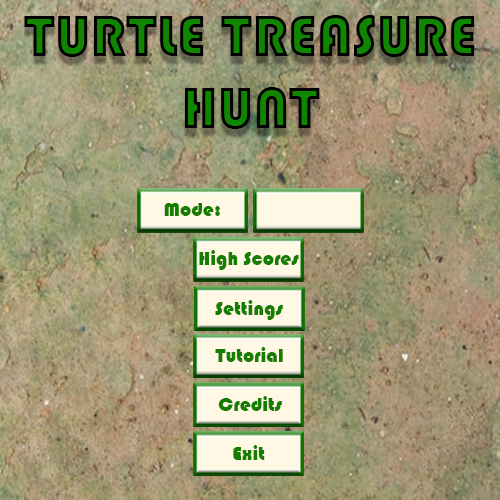 TURTLE TREASURE
HUNT
Mode:
High Scores
Settings
Tutorial
Credits
Exit